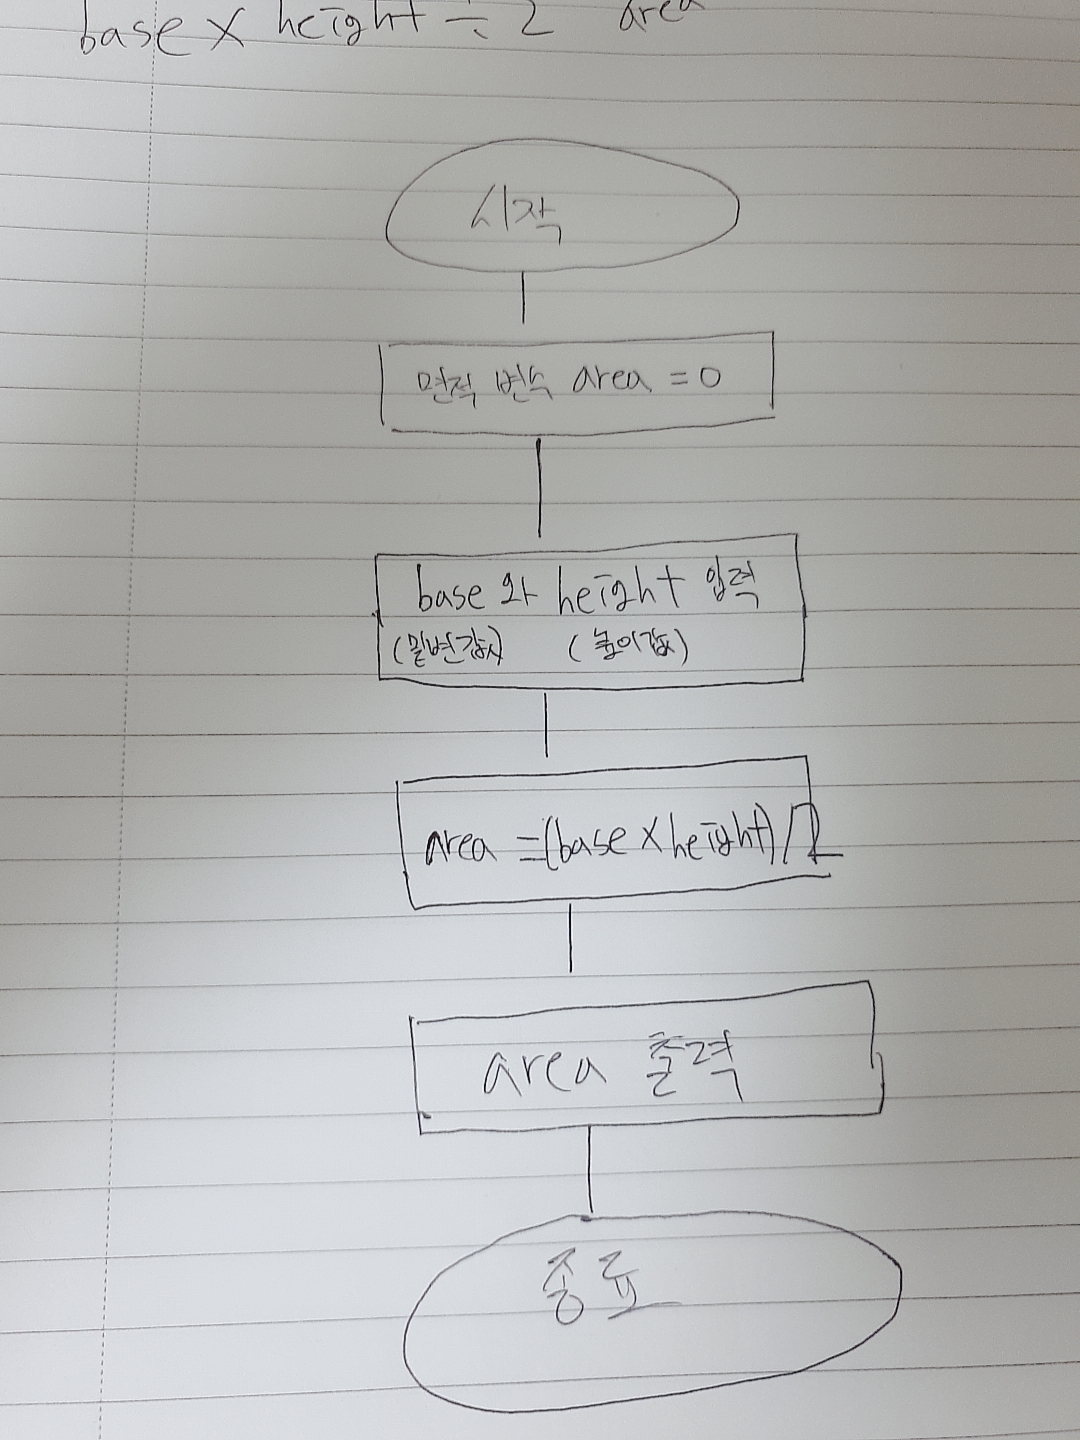 base × height ÷ 2 area
시작
면적 변수 area = 0
base 와 height 입력
(밑변값) (높이값)
area =(base × height)/2
area 출력
종료